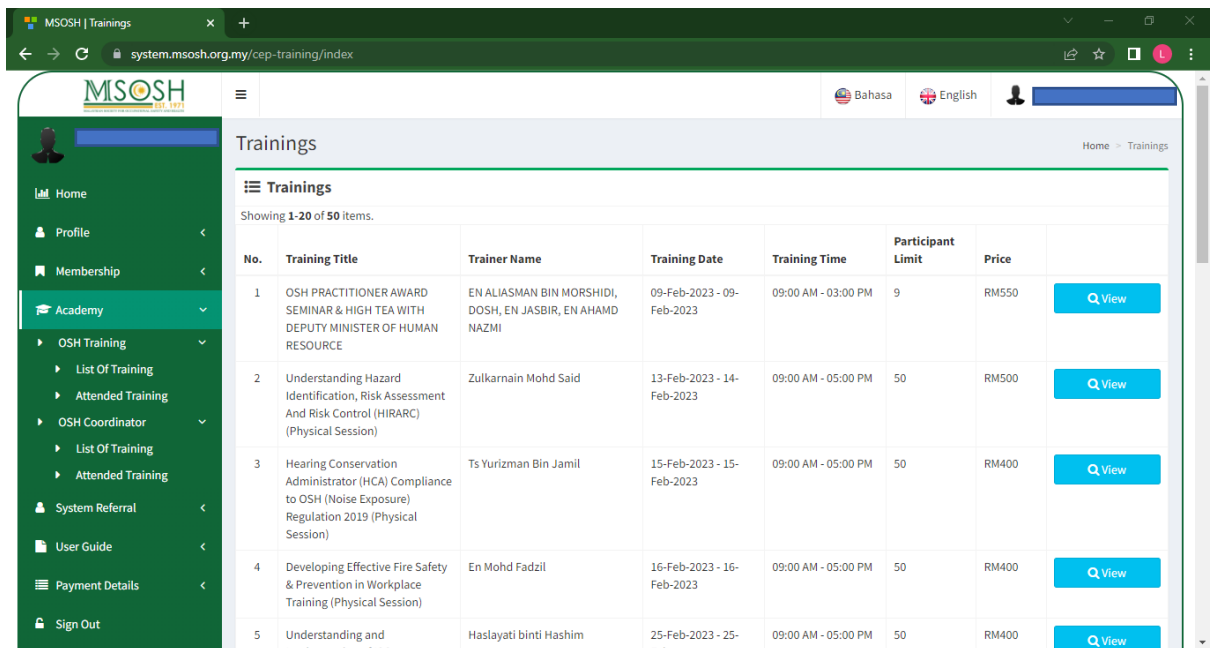 MSOSH | Trainings
system.msosh.org.my/cep-training/index
L
MSOSH
EST. 1971
Bahasa
English
Home
Profile
Membership
Academy
OSH Training
List Of Training
Attended Training
OSH Coordinator
List Of Training
Attended Training
System Referral
User Guide
Payment Details
Sign Out
Trainings
Home > Trainings
Trainings
Showing 1-20 of 50 items.
No. Training Title Trainer Name Training Date Training Time Participant Limit Price
1 OSH PRACTITIONER AWARD EN ALIASMAN BIN MORSHIDI, 09-Feb-2023 - 09- 09:00 AM - 03:00 PM 9 RM550 View
SEMINAR & HIGH TEA WITH DOSH, EN JASBIR, EN AHAMD Feb-2023
DEPUTY MINISTER OF HUMAN NAZMI
RESOURCE
2 Understanding Hazard Zulkarnain Mohd Said 13-Feb-2023 - 14- 09:00 AM - 05:00 PM 50 RM500 View
Identification, Risk Assessment Feb-2023
And Risk Control (HIRARC)
(Physical Session)
3 Hearing Conservation Ts Yurizman Bin Jamil 15-Feb-2023 - 15- 09:00 AM - 05:00 PM 50 RM400 View
Administrator (HCA) Compliance Feb-2023
to OSH (Noise Exposure)
Regulation 2019 (Physical
Session)
4 Developing Effective Fire Safety En Mohd Fadzil 16-Feb-2023 - 16- 09:00 AM - 05:00 PM 50 RM400 View
& Prevention in Workplace Feb-2023
Training (Physical Session)
5 Understanding and Haslayati binti Hashim 25-Feb-2023 - 25- 09:00 AM - 05:00 PM 50 RM400 View